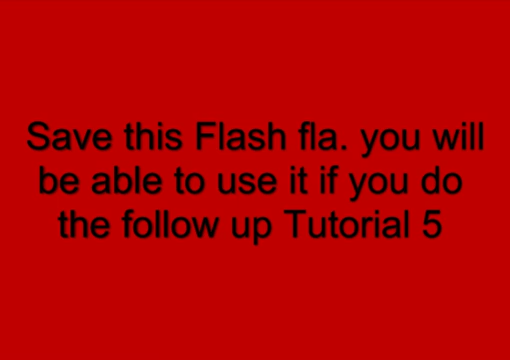 Save this Flash fla. you will
be able to use it if you do
the follow up Tutorial 5